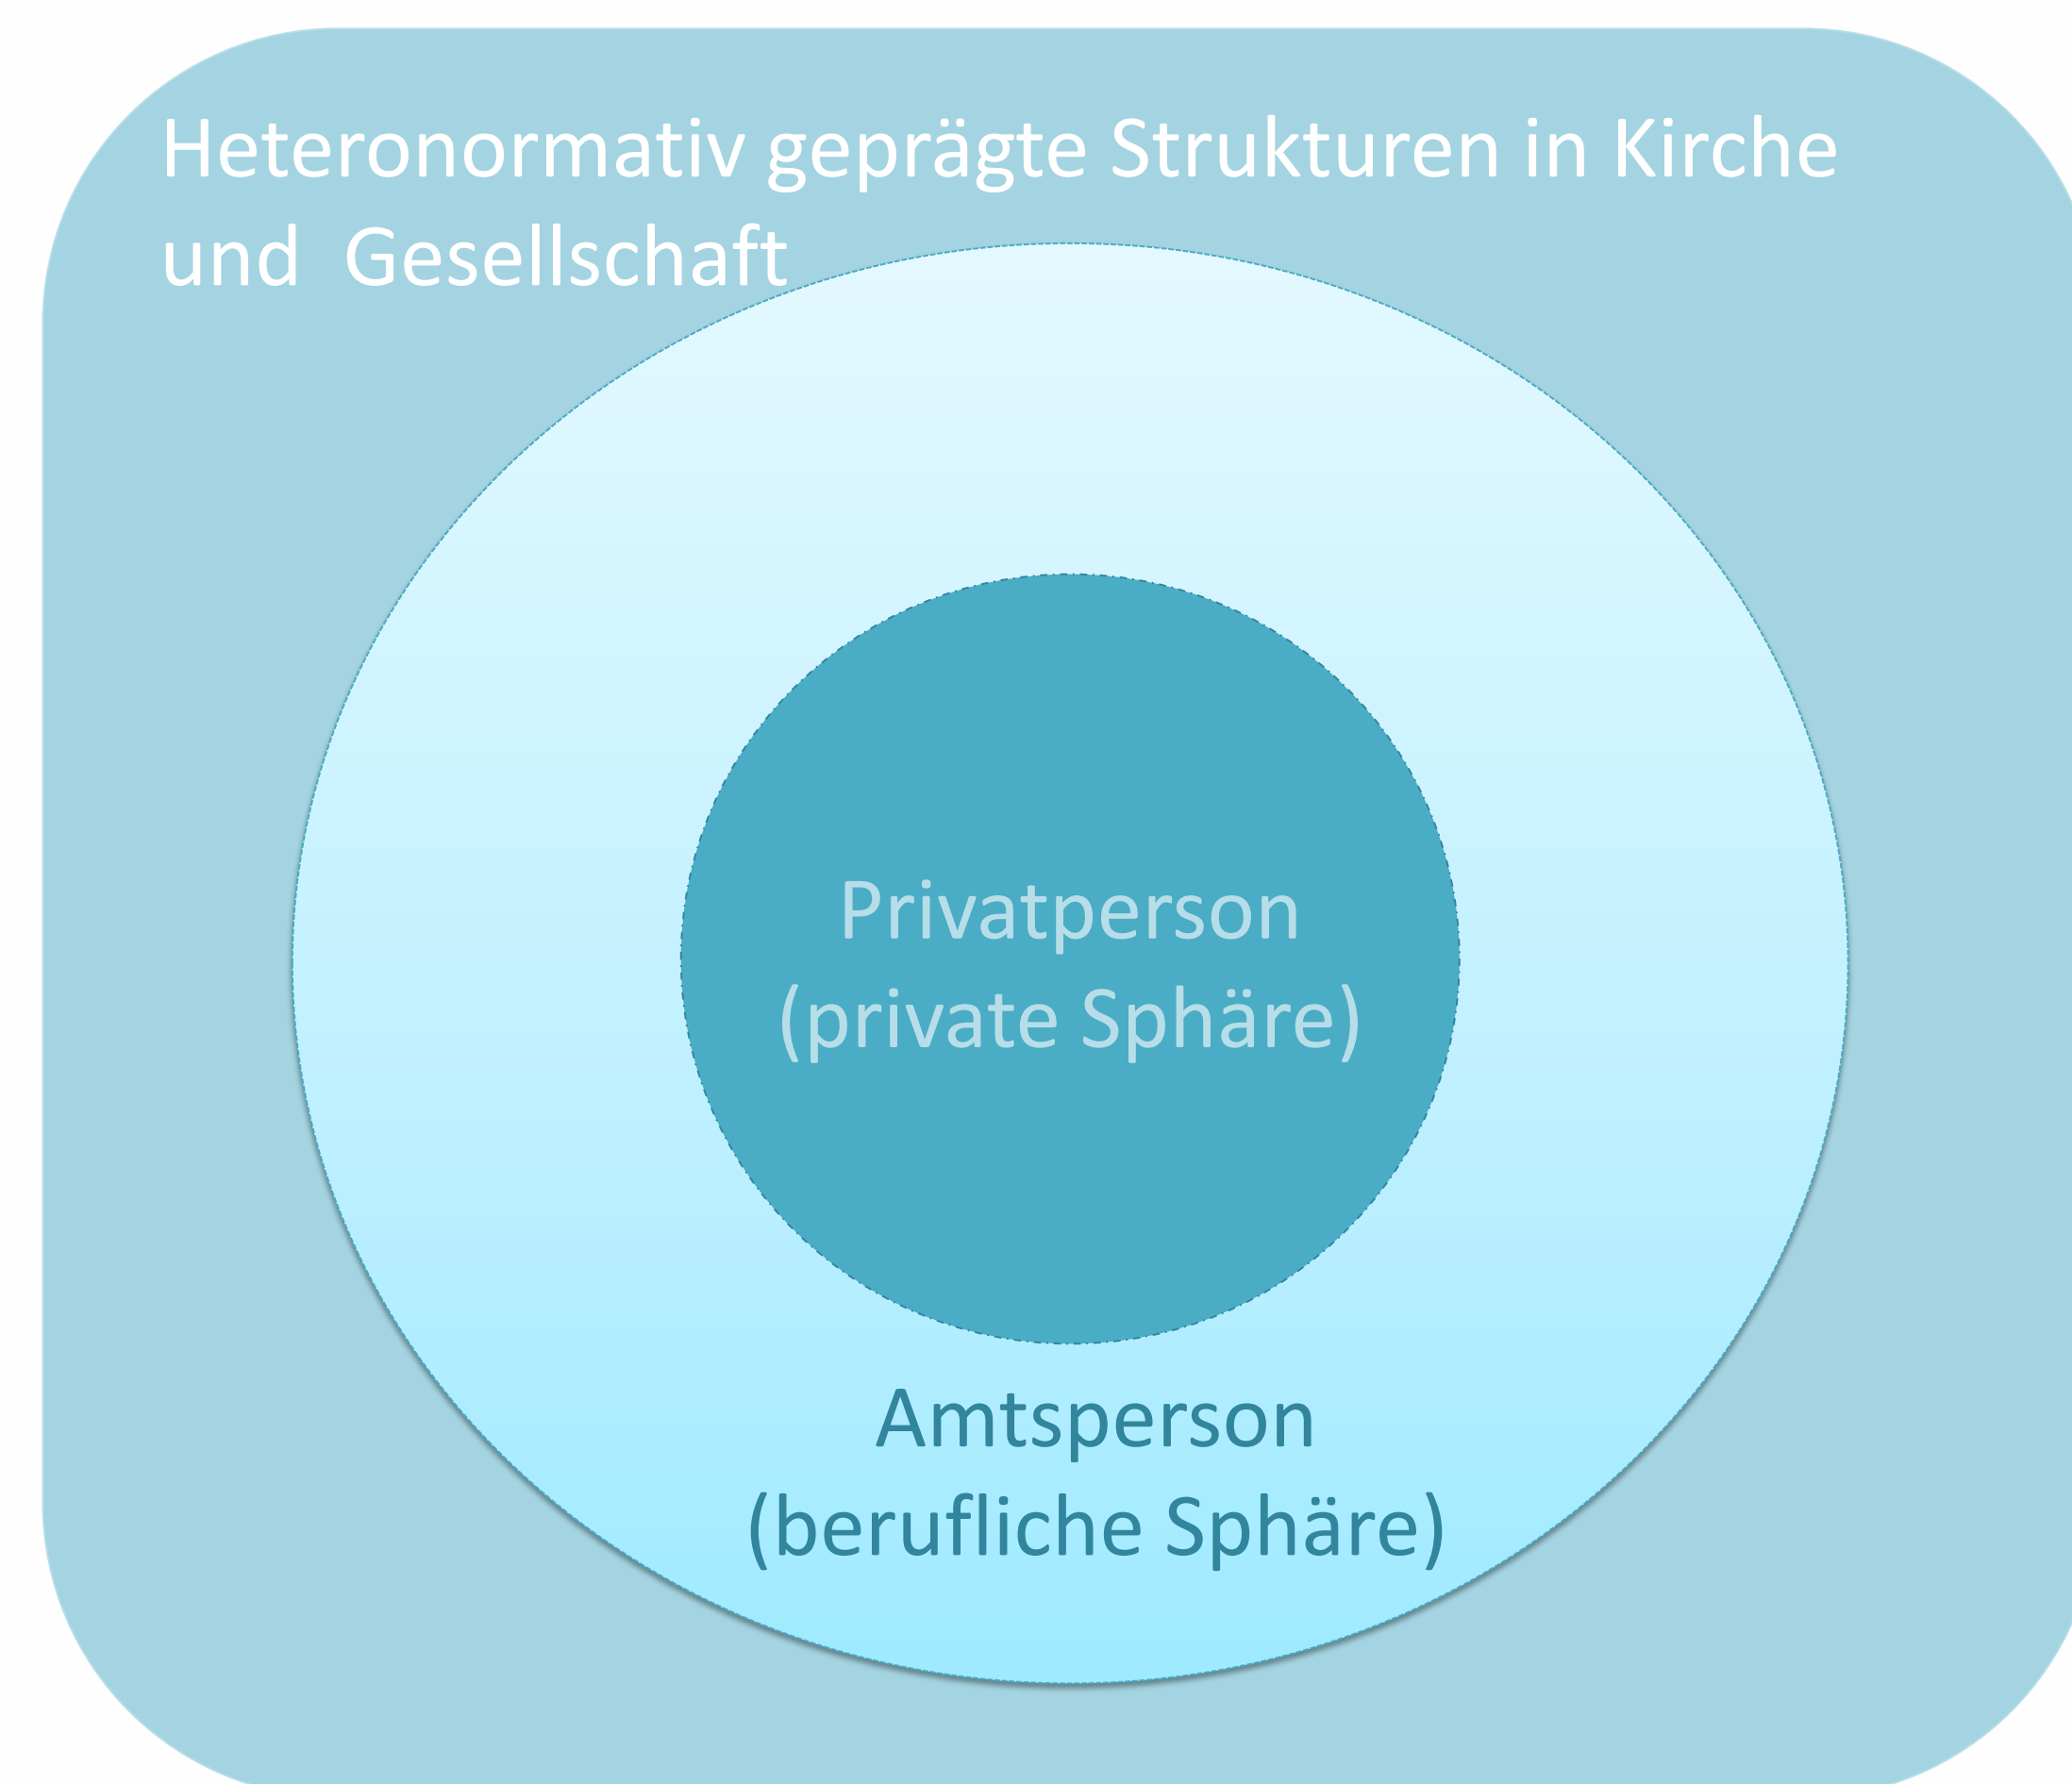 Heteronormativ geprägte Strukturen in Kirche
und Gesellschaft
Privatperson
(private Sphäre)
Amtsperson
(berufliche Sphäre)